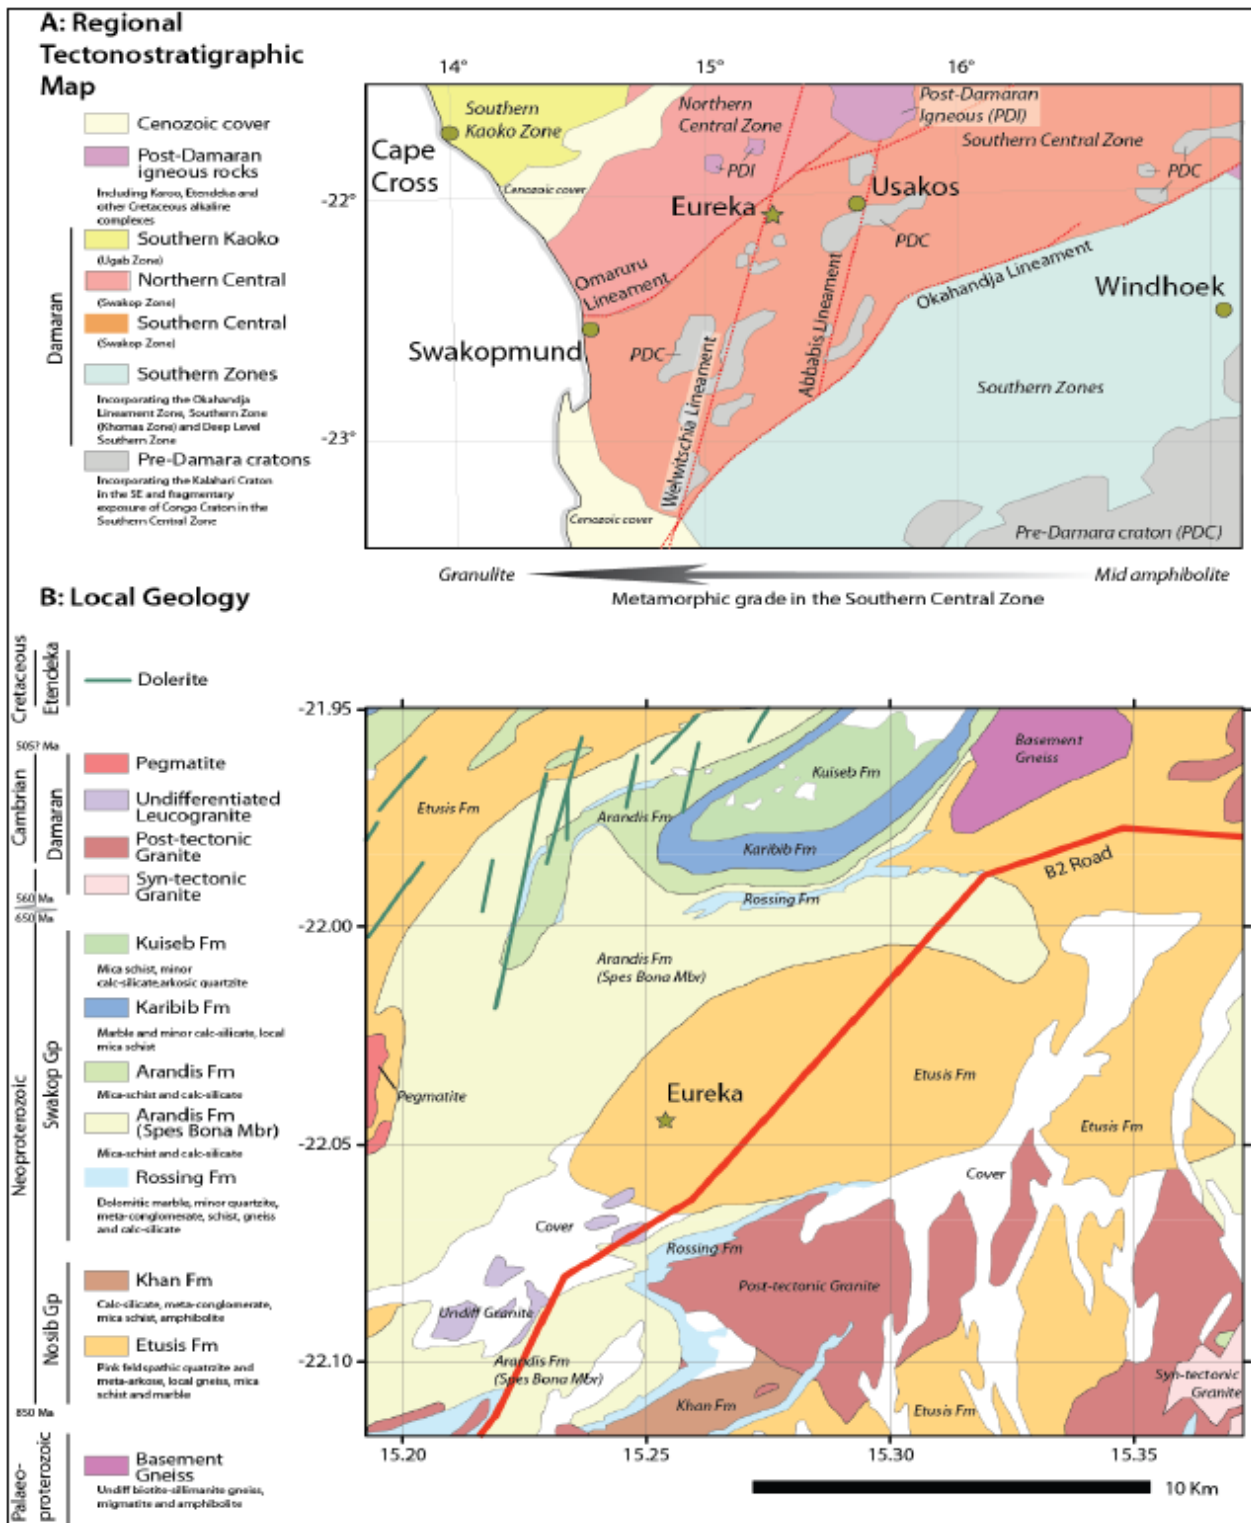 A: Regional
Tectonostratigraphic
Map
Cenozoic cover
Post-Damaran
igneous rocks
Including Karoo, Etendeka and
other Cretaceous alkaline
complexes
Damaran
Southern Kaoko
(Ugab Zone)
Northern Central
(Swakop Zone)
Southern Central
(Swakop Zone)
Southern Zones
Incorporating the Okahandja
Lineament Zone, Southern Zone
(Khomas Zone) and Deep Level
Southern Zone
Pre-Damara cratons
Incorporating the Kalahari Craton
in the SE and fragmentary
exposure of Congo Craton in the
Southern Central Zone
14°
15°
16°
-22°
-23°
Southern
Kaoko Zone
Northern
Central Zone
Post-Damaran
Igneous (PDI)
Southern Central Zone
Cape
Cross
Cenozoic cover
PDI
PDC
Eureka
Usakos
PDC
Omaruru
Lineament
Okahandja Lineament
Windhoek
Swakopmund
PDC
Abbabis Lineament
Welwitschia Lineament
Southern Zones
Cenozoic cover
Pre-Damara craton (PDC)
Granulite
Mid amphibolite
Metamorphic grade in the Southern Central Zone
B: Local Geology
Cretaceous
Etendeka
Dolerite
505? Ma
Cambrian
Damaran
Pegmatite
Undifferentiated
Leucogranite
Post-tectonic
Granite
Syn-tectonic
Granite
560 Ma
650 Ma
Neoproterozoic
Swakop Gp
Kuiseb Fm
Mica schist, minor
calc-silicate,arkosic quartzite
Karibib Fm
Marble and minor calc-silicate, local
mica schist
Arandis Fm
Mica-schist and calc-silicate
Arandis Fm
(Spes Bona Mbr)
Mica-schist and calc-silicate
Rossing Fm
Dolomitic marble, minor quartzite,
meta-conglomerate, schist, gneiss
and calc-silicate
Nosib Gp
Khan Fm
Calc-silicate, meta-conglomerate,
mica schist, amphibolite
Etusis Fm
Pink feldspathic quatrzite and
meta-arkose, local gneiss, mica
schist and marble
850 Ma
Palaeo-
proterozoic
Basement
Gneiss
Undiff biotite-sillimanite gneiss,
migmatite and amphibolite
-21.95
-22.00
-22.05
-22.10
15.20
15.25
15.30
15.35
Basement
Gneiss
Kuiseb Fm
Etusis Fm
Arandis Fm
Karibib Fm
B2 Road
Rossing Fm
Arandis Fm
(Spes Bona Mbr)
Etusis Fm
Eureka
Pegmatite
Etusis Fm
Cover
Cover
Rossing Fm
Post-tectonic Granite
Undiff Granite
Arandis Fm
(Spes Bona Mbr)
Syn-tectonic
Granite
Khan Fm
Etusis Fm
10 Km